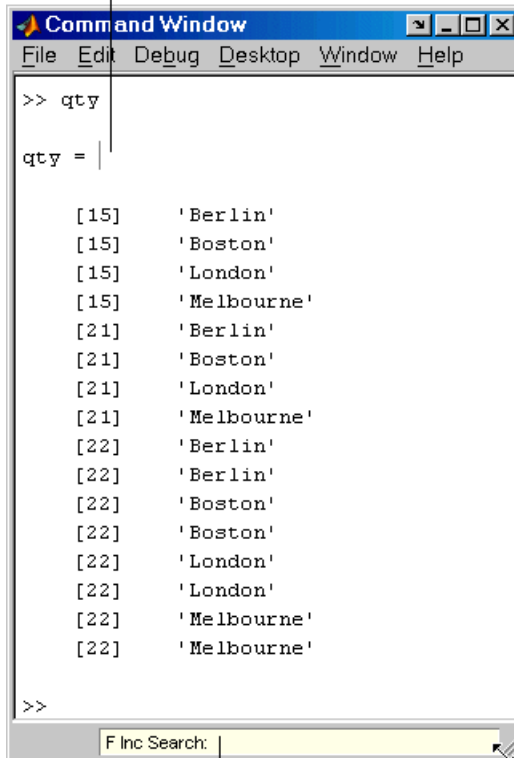 Command Window
File Edit Debug Desktop Window Help
>> qty
qty =
[15] 'Berlin'
[15] 'Boston'
[15] 'London'
[15] 'Melbourne'
[21] 'Berlin'
[21] 'Boston'
[21] 'London'
[21] 'Melbourne'
[22] 'Berlin'
[22] 'Berlin'
[22] 'Boston'
[22] 'Boston'
[22] 'London'
[22] 'London'
[22] 'Melbourne'
[22] 'Melbourne'
>>
F Inc Search: